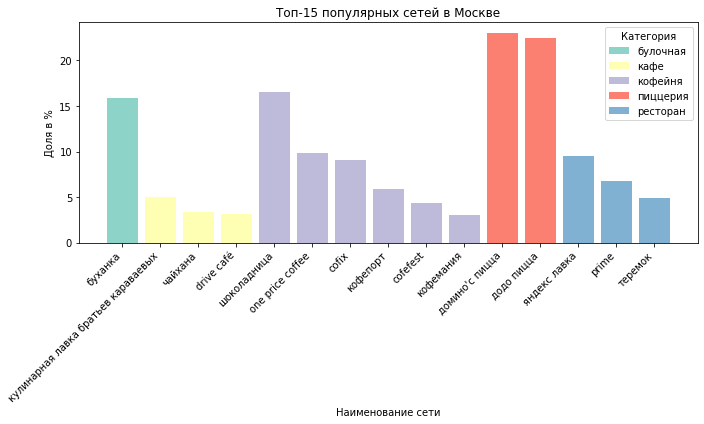 Топ-15 популярных сетей в Москве
Категория
булочная
кафе
кофейня
пиццерия
ресторан
Доля в %
20
15
10
5
0
буханка
кулинарная лавка братьев караваевых
чайхана
drive café
шоколадница
one price coffee
cofix
кофепорт
cofefest
кофемания
домино'с пицца
додо пицца
яндекс лавка
prime
теремок
Наименование сети